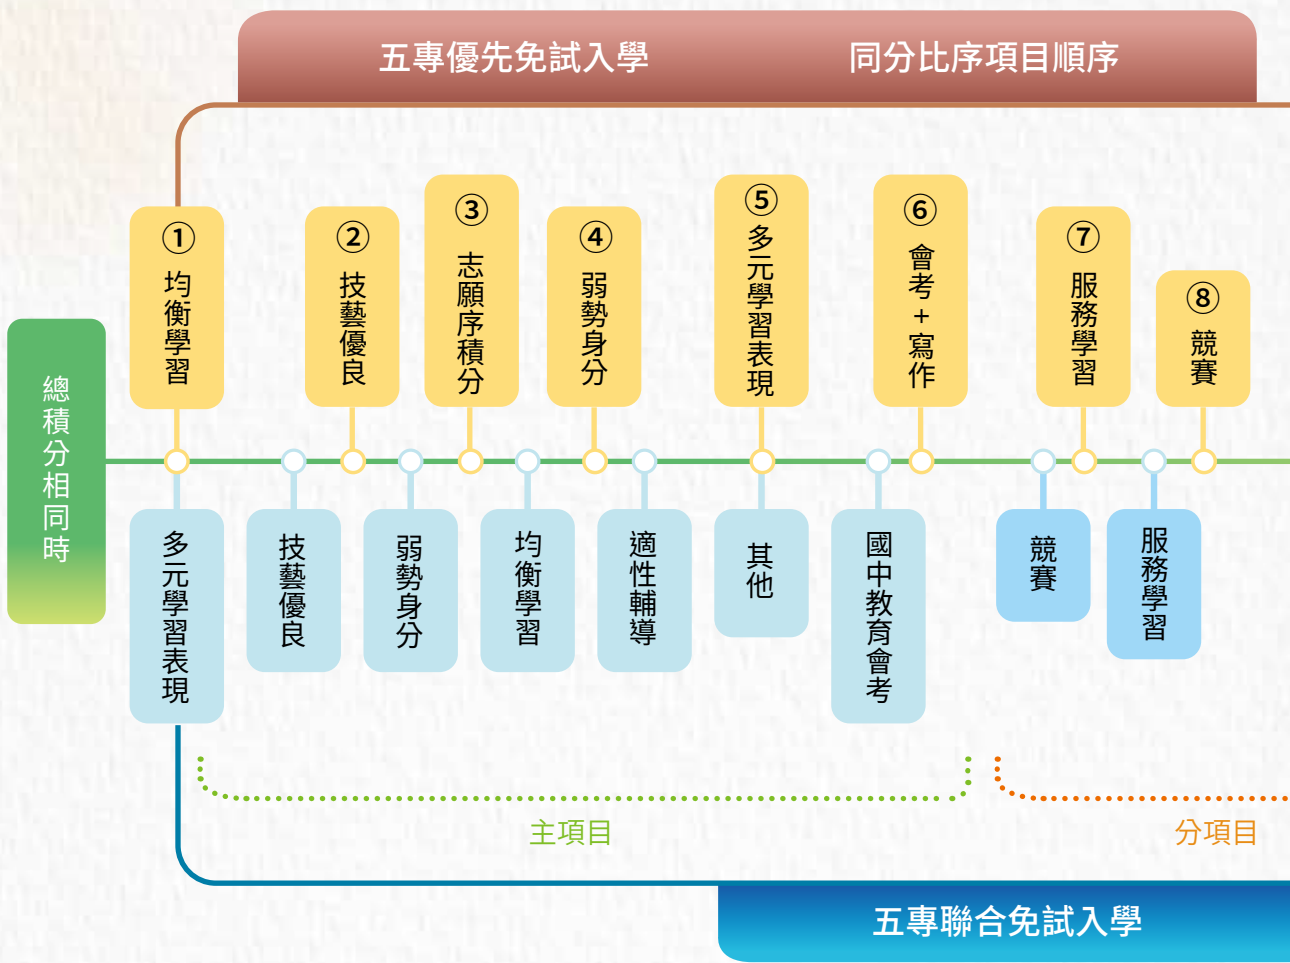 五專優先免試入學 同分比序項目順序
① 均衡學習
② 技藝優良
③ 志願序積分
④ 弱勢身分
⑤ 多元學習表現
⑥ 會考+寫作
⑦ 服務學習
⑧ 競賽
總積分相同時
多元學習表現
技藝優良
弱勢身分
均衡學習
適性輔導
其他
國中教育會考
競賽
服務學習
主項目
分項目
五專聯合免試入學